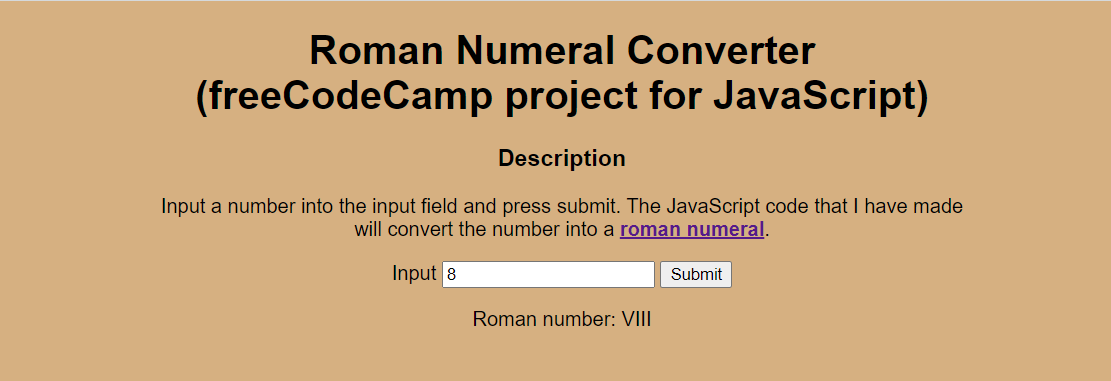 Roman Numeral Converter
(freeCodeCamp project for JavaScript)
Description
Input a number into the input field and press submit. The JavaScript code that I have made
will convert the number into a roman numeral.
Input 8 Submit
Roman number: VIII